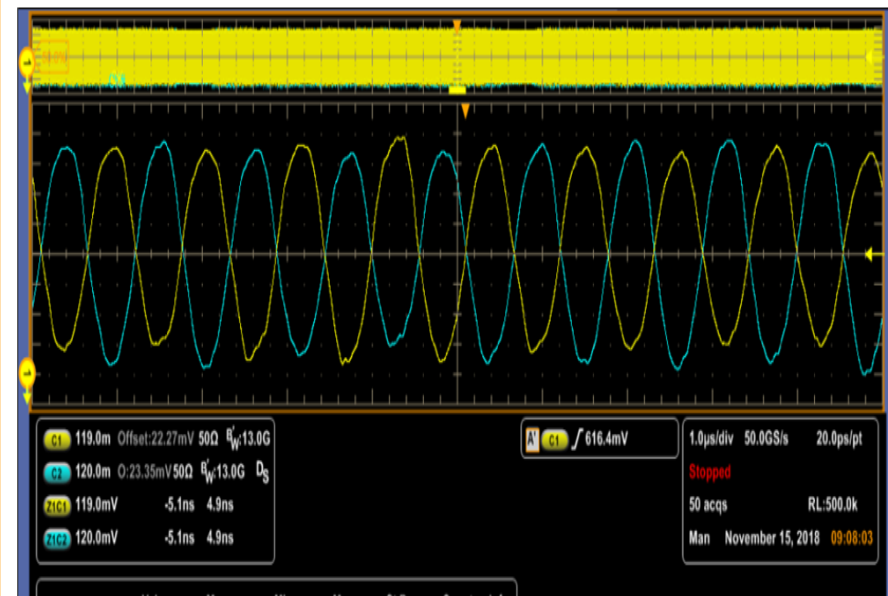 C1 119.0m Offset:22.27mV 50Ω B'W:13.0G
C2 120.0m O:23.35mV 50Ω B'W:13.0G DS
Z1C1 119.0mV -5.1ns 4.9ns
Z1C2 120.0mV -5.1ns 4.9ns
A' C1 616.4mV
1.0µs/div 50.0GS/s 20.0ps/pt
Stopped
50 acqs RL:500.0k
Man November 15, 2018 09:08:03